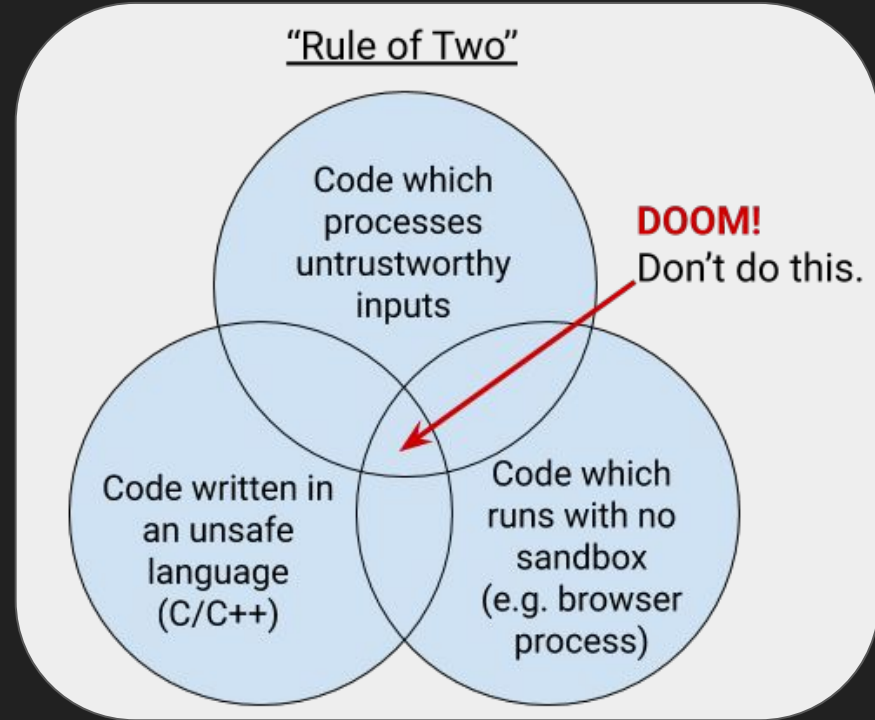 “Rule of Two”
Code which
processes
untrustworthy
inputs
DOOM!
Don’t do this.
Code written in
an unsafe
language
(C/C++)
Code which
runs with no
sandbox
(e.g. browser
process)